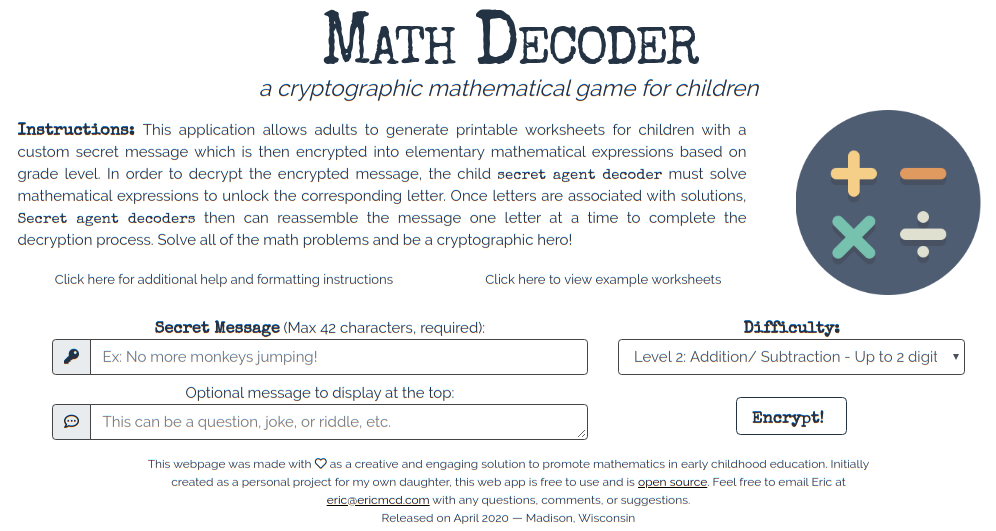 Math Decoder
a cryptographic mathematical game for children
Instructions: This application allows adults to generate printable worksheets for children with a
custom secret message which is then encrypted into elementary mathematical expressions based on
grade level. In order to decrypt the encrypted message, the child secret agent decoder must solve
mathematical expressions to unlock the corresponding letter. Once letters are associated with solutions,
Secret agent decoders then can reassemble the message one letter at a time to complete the
decryption process. Solve all of the math problems and be a cryptographic hero!
Click here for additional help and formatting instructions
Click here to view example worksheets
Secret Message (Max 42 characters, required):
Ex: No more monkeys jumping!
Difficulty:
Level 2: Addition/ Subtraction - Up to 2 digit
Optional message to display at the top:
This can be a question, joke, or riddle, etc.
Encrypt!
This webpage was made with ♡ as a creative and engaging solution to promote mathematics in early childhood education. Initially
created as a personal project for my own daughter, this web app is free to use and is open source. Feel free to email Eric at
eric@ericmcd.com with any questions, comments, or suggestions.
Released on April 2020 — Madison, Wisconsin